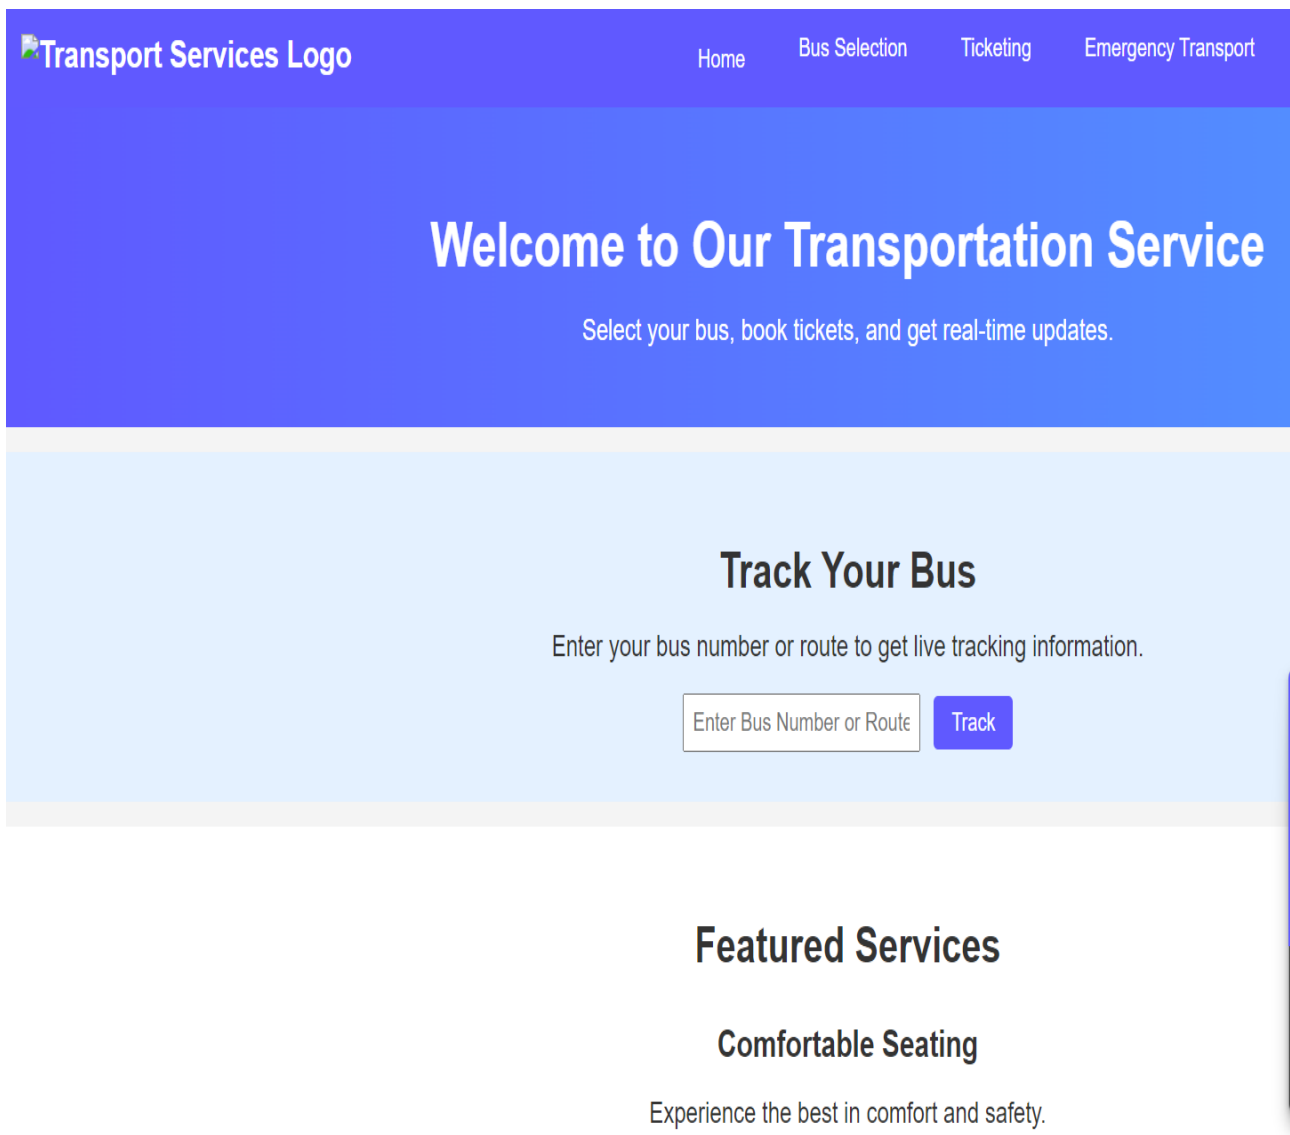 Transport Services Logo
Home Bus Selection Ticketing Emergency Transport
Welcome to Our Transportation Service
Select your bus, book tickets, and get real-time updates.
Track Your Bus
Enter your bus number or route to get live tracking information.
Enter Bus Number or Route Track
Featured Services
Comfortable Seating
Experience the best in comfort and safety.